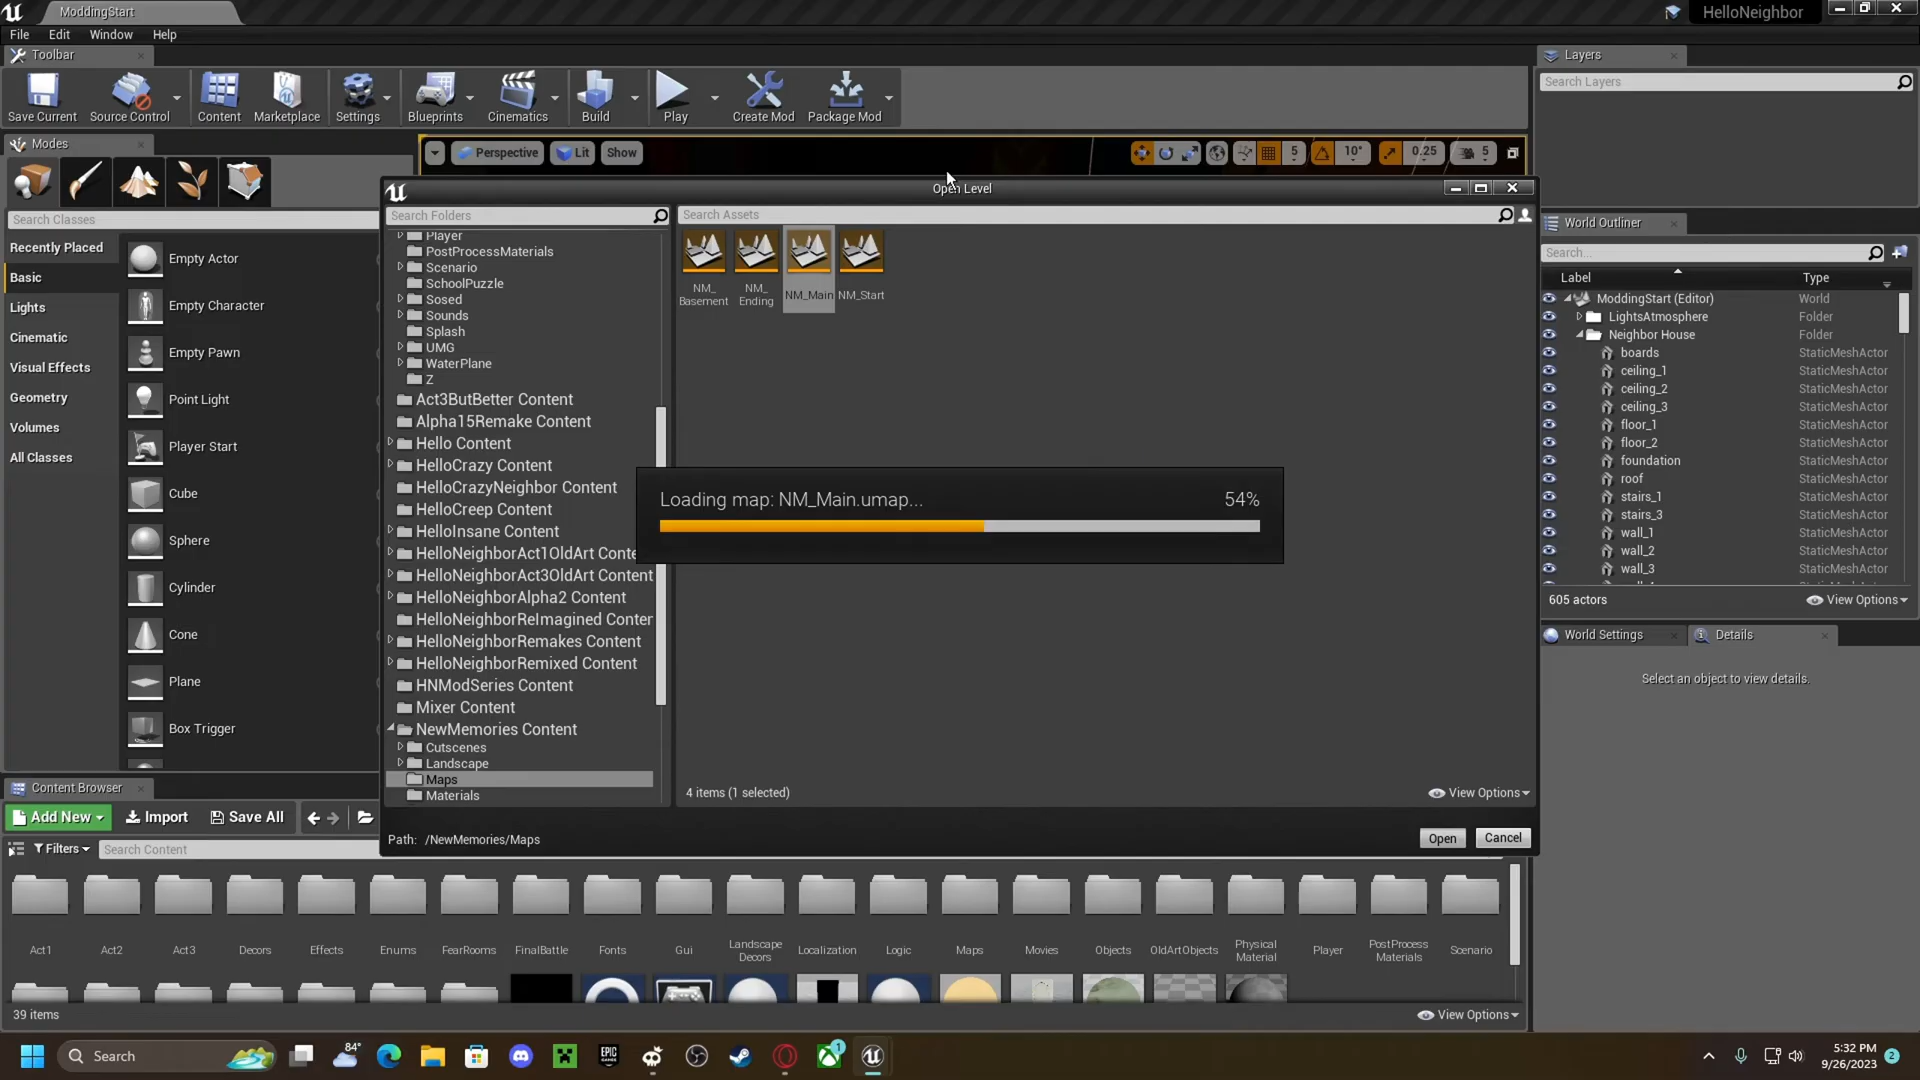 ModdingStart
HelloNeighbor
File Edit Window Help
Toolbar
Layers
Search Layers
Save Current Source Control Content Marketplace Settings Blueprints Cinematics Build Play Create Mod Package Mod
Modes
Perspective Lit Show 5 10° 0.25 5
Open Level
Search Classes
Search Folders
Search Assets
World Outliner
Search...
Label Type
Recently Placed
Basic
Lights
Cinematic
Visual Effects
Geometry
Volumes
All Classes
Empty Actor
Empty Character
Empty Pawn
Point Light
Player Start
Cube
Sphere
Cylinder
Cone
Plane
Box Trigger
Player
PostProcessMaterials
Scenario
SchoolPuzzle
Sosed
Sounds
Splash
UMG
WaterPlane
Z
Act3ButBetter Content
Alpha15Remake Content
Hello Content
HelloCrazy Content
HelloCrazyNeighbor Content
HelloCreep Content
HelloInsane Content
HelloNeighborAct1OldArt Conte
HelloNeighborAct3OldArt Content
HelloNeighborAlpha2 Content
HelloNeighborReImagined Conter
HelloNeighborRemakes Content
HelloNeighborRemixed Content
HNModSeries Content
Mixer Content
NewMemories Content
Cutscenes
Landscape
Maps
Materials
NM_
Basement
NM_
Ending
NM_Main
NM_Start
Loading map: NM_Main.umap... 54%
4 items (1 selected)
View Options
Path: /NewMemories/Maps
Open Cancel
ModdingStart (Editor) World
LightsAtmosphere Folder
Neighbor House Folder
boards StaticMeshActor
ceiling_1 StaticMeshActor
ceiling_2 StaticMeshActor
ceiling_3 StaticMeshActor
floor_1 StaticMeshActor
floor_2 StaticMeshActor
foundation StaticMeshActor
roof StaticMeshActor
stairs_1 StaticMeshActor
stairs_3 StaticMeshActor
wall_1 StaticMeshActor
wall_2 StaticMeshActor
wall_3 StaticMeshActor
605 actors
View Options
World Settings Details
Select an object to view details.
Content Browser
Add New Import Save All
Filters Search Content
Act1 Act2 Act3 Decors Effects Enums FearRooms FinalBattle Fonts Gui Landscape Decors Localization Logic Maps Movies Objects OldArtObjects Physical Material Player PostProcess Materials Scenario
39 items
View Options
Search
84°
EPIC
GAMES
1
5:32 PM
9/26/2023
2